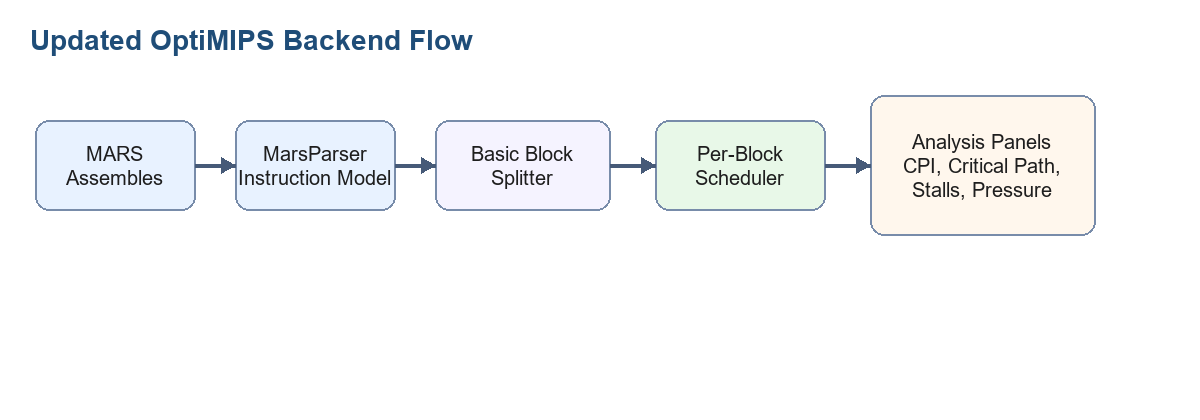 Updated OptiMIPS Backend Flow
MARS
Assembles
MarsParser
Instruction Model
Basic Block
Splitter
Per-Block
Scheduler
Analysis Panels
CPI, Critical Path,
Stalls, Pressure